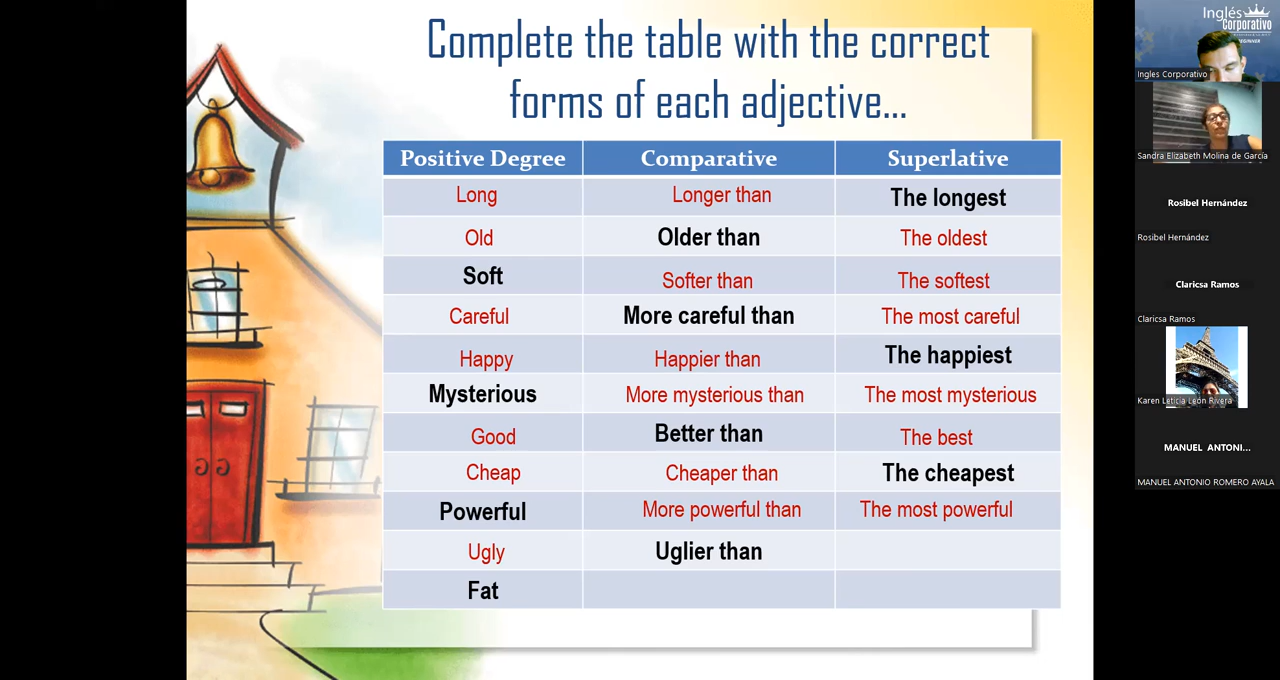 Complete the table with the correct
forms of each adjective...
Positive Degree Comparative Superlative
Long Longer than The longest
Old Older than The oldest
Soft Softer than The softest
Careful More careful than The most careful
Happy Happier than The happiest
Mysterious More mysterious than The most mysterious
Good Better than The best
Cheap Cheaper than The cheapest
Powerful More powerful than The most powerful
Ugly Uglier than
Fat
Inglés
Corporativo
Ingles Corporativo
Sandra Elizabeth Molina de García
Rosibel Hernández
Rosibel Hernández
Claricsa Ramos
Claricsa Ramos
Karen Leticia León Rivera
MANUEL ANTONI...
MANUEL ANTONIO ROMERO AYALA